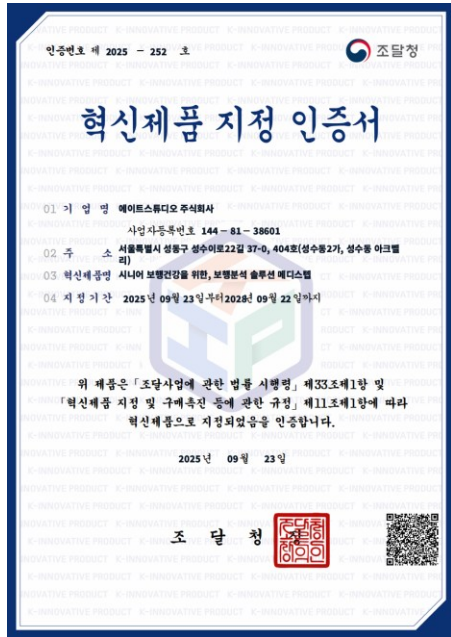 인증번호 제 2025 - 252 호
조달청
혁신제품 지정 인증서
01 기 업 명 에이트스튜디오 주식회사
사업자등록번호 144 - 81 - 38601
02 주 소 서울특별시 성동구 성수이로22길 37-0, 404호(성수동2가, 성수동 아크밸
리)
03 혁신제품명 시니어 보행건강을 위한, 보행분석 솔루션 메디스텝
04 지정기간 2025년 09월 23일부터2028년 09월 22일까지
위 제품은 「조달사업에 관한 법률 시행령」 제33조제1항 및
「혁신제품 지정 및 구매촉진 등에 관한 규정」 제11조제1항에 따라
혁신제품으로 지정되었음을 인증합니다.
2025년 09월 23일
조 달 청 장